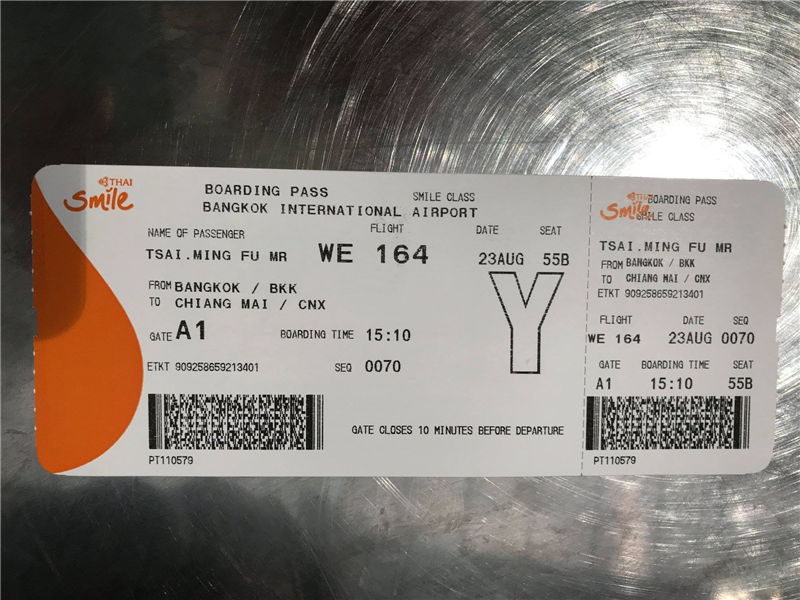 THAI
Smile
BOARDING PASS
SMILE CLASS
BANGKOK INTERNATIONAL AIRPORT
NAME OF PASSENGER FLIGHT DATE SEAT
TSAI.MING FU MR WE 164 23AUG 55B
FROM BANGKOK / BKK
TO CHIANG MAI / CNX
Y
GATE A1 BOARDING TIME 15:10
ETKT 909258659213401 SEQ 0070
GATE CLOSES 10 MINUTES BEFORE DEPARTURE
PT110579
THAI
Smile
BOARDING PASS
SMILE CLASS
TSAI.MING FU MR
FROM BANGKOK / BKK
TO CHIANG MAI / CNX
ETKT 909258659213401
FLIGHT DATE SEQ
WE 164 23AUG 0070
GATE BOARDING TIME SEAT
A1 15:10 55B
PT110579